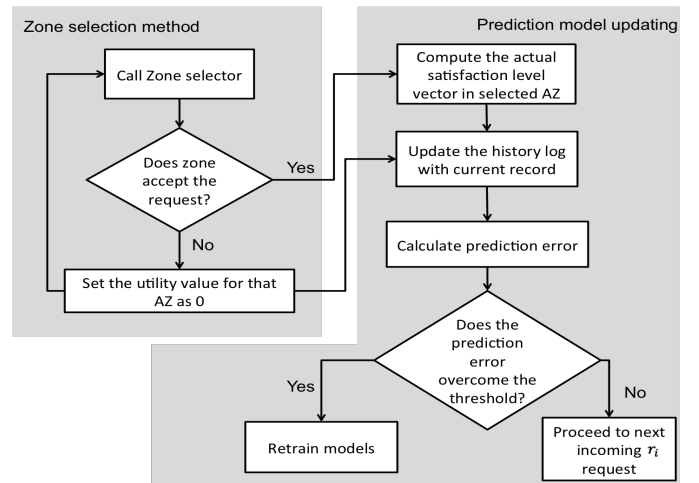 Zone selection method
Call Zone selector
Does zone
accept the
request?
Yes
No
Set the utility value for that
AZ as 0
Prediction model updating
Compute the actual
satisfaction level
vector in selected AZ
Update the history log
with current record
Calculate prediction error
Does the
prediction
error
overcome the
threshold?
Yes
No
Retrain models
Proceed to next
incoming r_i
request